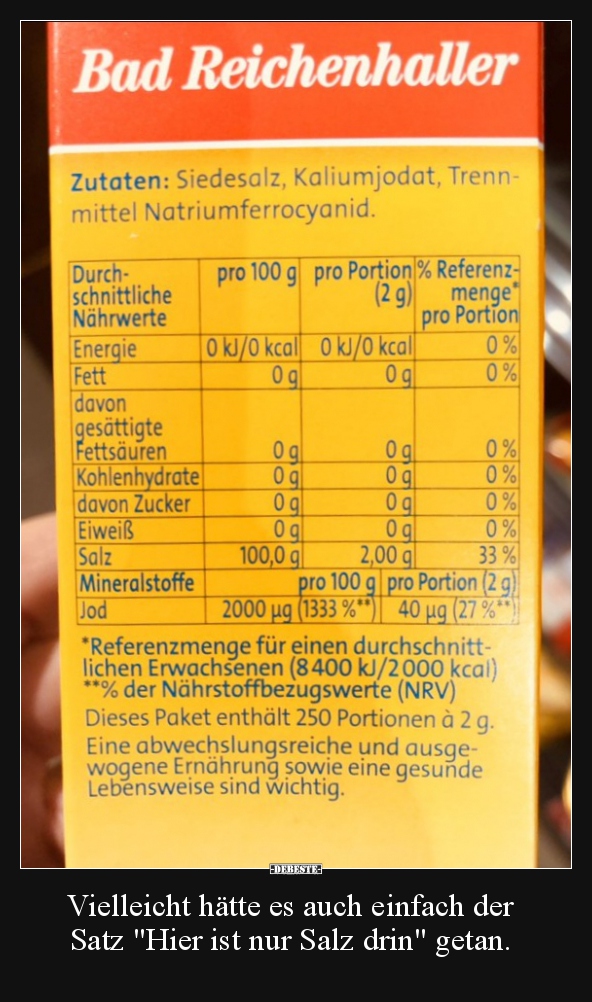 Bad Reichenhaller
Zutaten: Siedesalz, Kaliumjodat, Trenn-
mittel Natriumferrocyanid.
Durch- pro 100 g pro Portion % Referenz-
schnittliche (2 g) menge*
Nährwerte pro Portion
Energie 0 kJ/0 kcal 0 kJ/0 kcal 0 %
Fett 0 g 0 g 0 %
davon
gesättigte
Fettsäuren 0 g 0 g 0 %
Kohlenhydrate 0 g 0 g 0 %
davon Zucker 0 g 0 g 0 %
Eiweiß 0 g 0 g 0 %
Salz 100,0 g 2,00 g 33 %
Mineralstoffe pro 100 g pro Portion (2 g)
Jod 2000 µg (1333 %**) 40 µg (27 %**)
*Referenzmenge für einen durchschnitt-
lichen Erwachsenen (8 400 kJ/2 000 kcal)
**% der Nährstoffbezugswerte (NRV)
Dieses Paket enthält 250 Portionen à 2 g.
Eine abwechslungsreiche und ausge-
wogene Ernährung sowie eine gesunde
Lebensweise sind wichtig.
-DEBESTE-
Vielleicht hätte es auch einfach der
Satz "Hier ist nur Salz drin" getan.